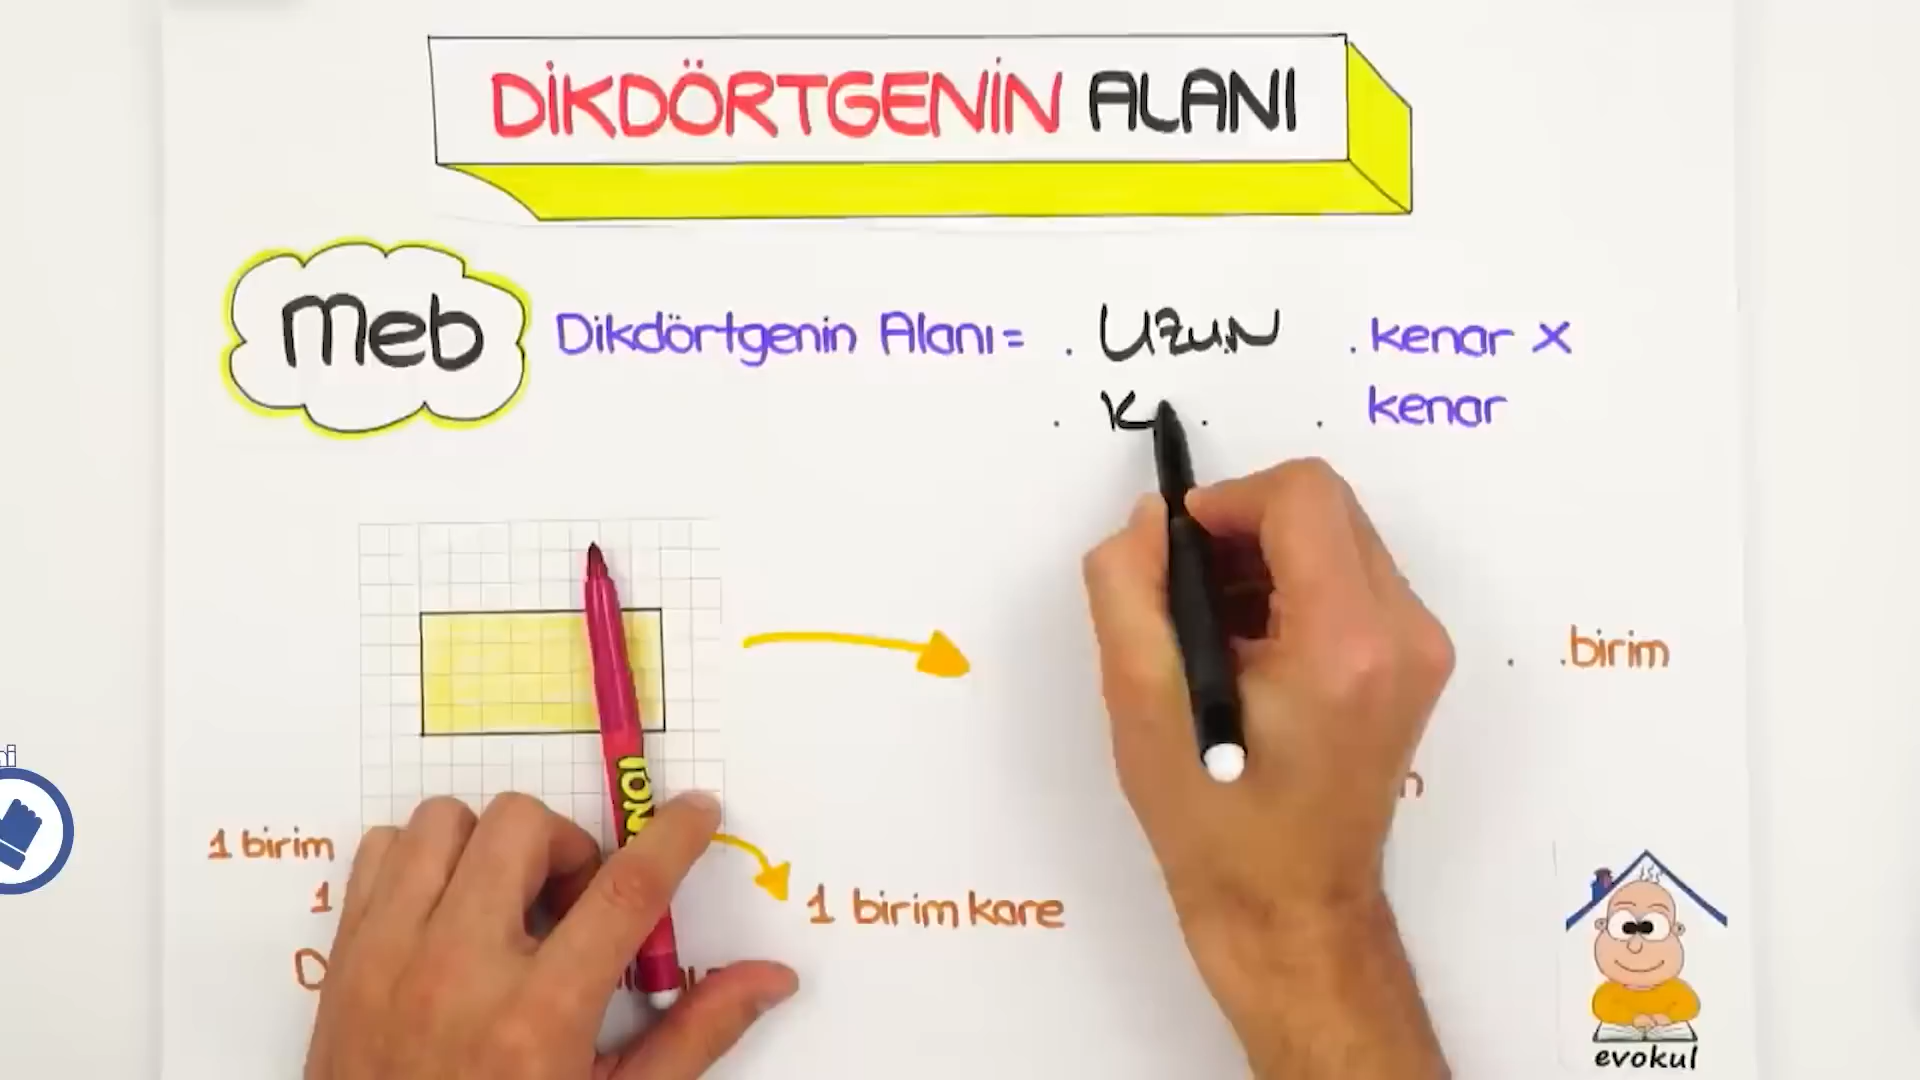 DİKDÖRTGENİN ALANI
Meb
Dikdörtgenin Alanı = . UZUN . kenar x
. K . . kenar
. . birim
1 birim
1
1 birim kare
evokul